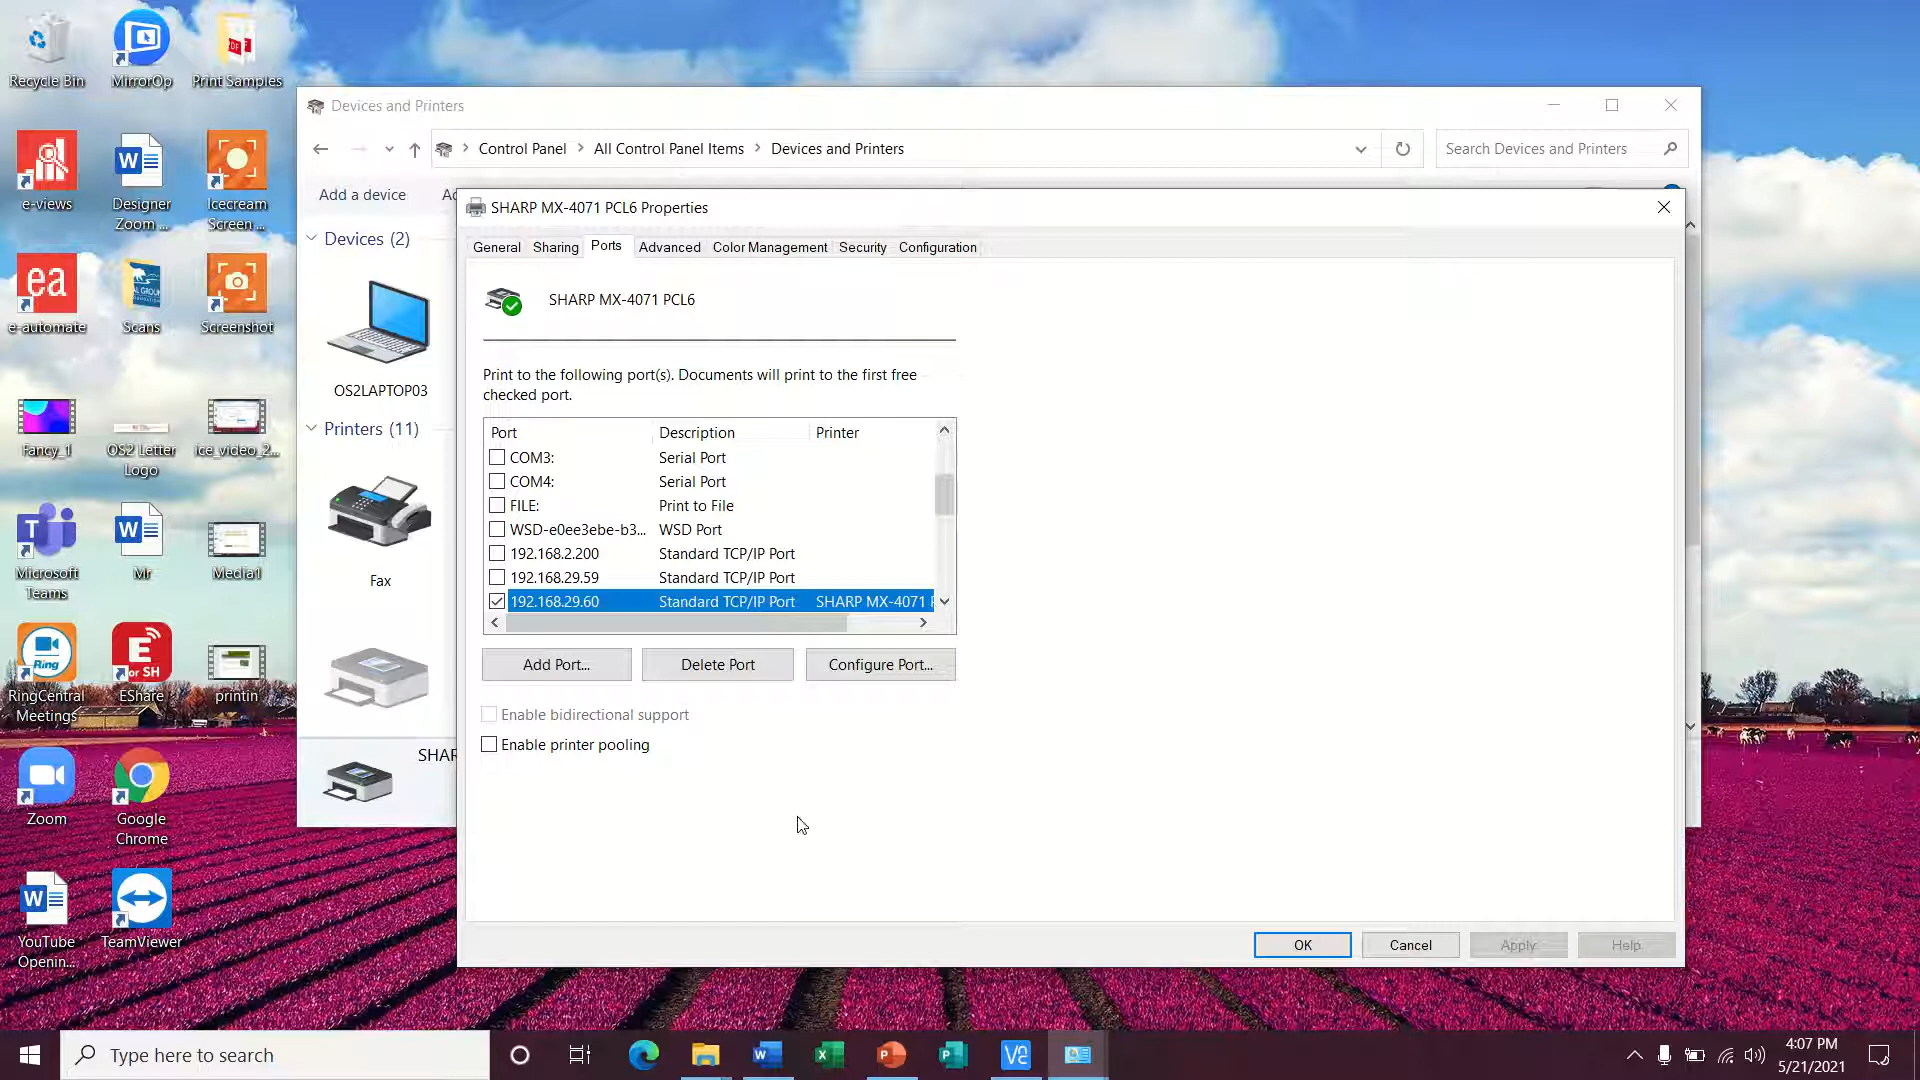 Recycle Bin
MirrorOp
Print Samples
e-views
Designer
Zoom ...
Icecream
Screen ...
ea
e-automate
Scans
Screenshot
Fancy_1
OS2 Letter
Logo
ice_video_2...
Microsoft
Teams
Mr
Media1
Ring
RingCentral
Meetings
E
or SH
EShare
printin
Zoom
Google
Chrome
YouTube
Openin...
TeamViewer
Devices and Printers
Control Panel
All Control Panel Items
Devices and Printers
Search Devices and Printers
Add a device
Devices (2)
OS2LAPTOP03
Printers (11)
Fax
SHAR
SHARP MX-4071 PCL6 Properties
General
Sharing
Ports
Advanced
Color Management
Security
Configuration
SHARP MX-4071 PCL6
Print to the following port(s). Documents will print to the first free
checked port.
Port Description Printer
COM3: Serial Port
COM4: Serial Port
FILE: Print to File
WSD-e0ee3ebe-b3... WSD Port
192.168.2.200 Standard TCP/IP Port
192.168.29.59 Standard TCP/IP Port
192.168.29.60 Standard TCP/IP Port SHARP MX-4071 P
Add Port...
Delete Port
Configure Port...
Enable bidirectional support
Enable printer pooling
OK
Cancel
Apply
Help
Type here to search
4:07 PM
5/21/2021